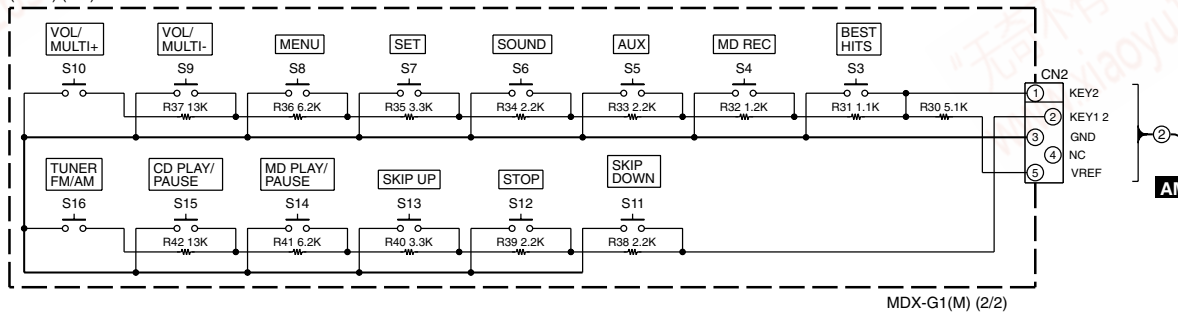 VOL/
MULTI+
VOL/
MULTI-
MENU
SET
SOUND
AUX
MD REC
BEST
HITS
S10
S9
S8
S7
S6
S5
S4
S3
CN2
R37 13K
R36 6.2K
R35 3.3K
R34 2.2K
R33 2.2K
R32 1.2K
R31 1.1K
R30 5.1K
1 KEY2
2 KEY1 2
3 GND
4 NC
5 VREF
2
TUNER
FM/AM
CD PLAY/
PAUSE
MD PLAY/
PAUSE
SKIP UP
STOP
SKIP
DOWN
S16
S15
S14
S13
S12
S11
R42 13K
R41 6.2K
R40 3.3K
R39 2.2K
R38 2.2K
MDX-G1(M) (2/2)